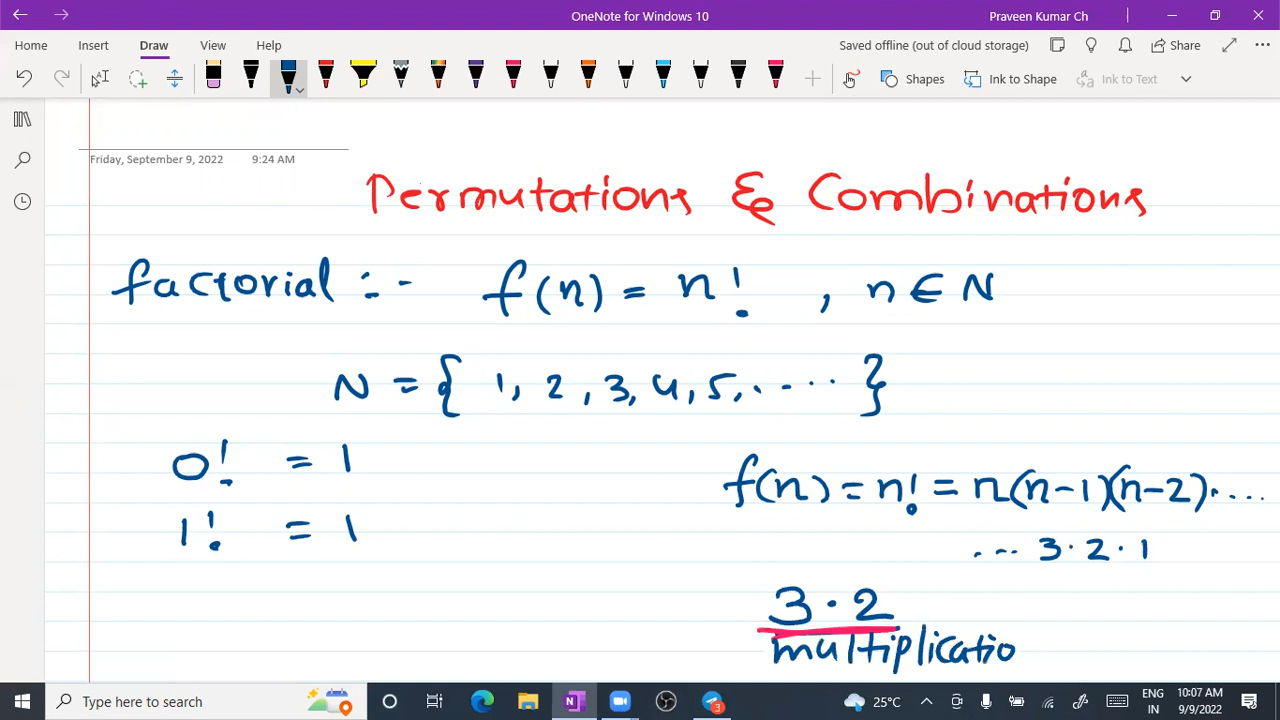 OneNote for Windows 10
Praveen Kumar Ch
Home Insert Draw View Help
Saved offline (out of cloud storage)
Share
Shapes
Ink to Shape
Ink to Text
Friday, September 9, 2022 9:24 AM
Permutations & Combinations
factorial :- f(n) = n! , n ∈ N
N = { 1, 2, 3, 4, 5, ..... }
0! = 1
1! = 1
f(n) = n! = n(n-1)(n-2).....
... 3·2·1
3·2
multiplicatio
Type here to search
3
25°C
ENG
IN
10:07 AM
9/9/2022